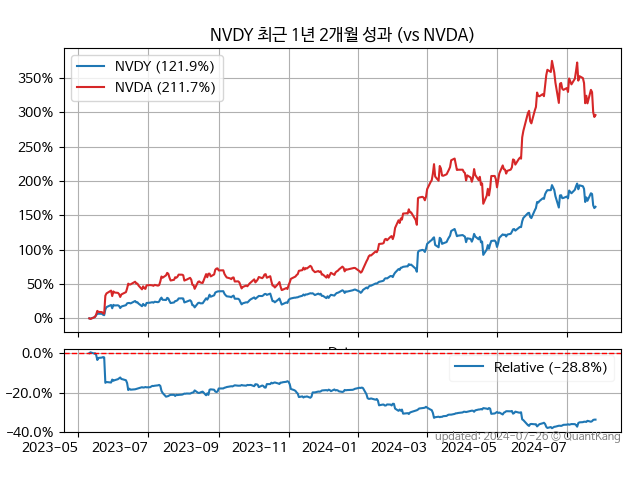 NVDY 최근 1년 2개월 성과 (vs NVDA)
NVDY (121.9%)
NVDA (211.7%)
350%
300%
250%
200%
150%
100%
50%
0%
0.0%
−20.0%
−40.0%
Relative (−28.8%)
2023−05 2023−07 2023−09 2023−11 2024−01 2024−03 2024−05 2024−07
updated: 2024−07−26 © QuantKang